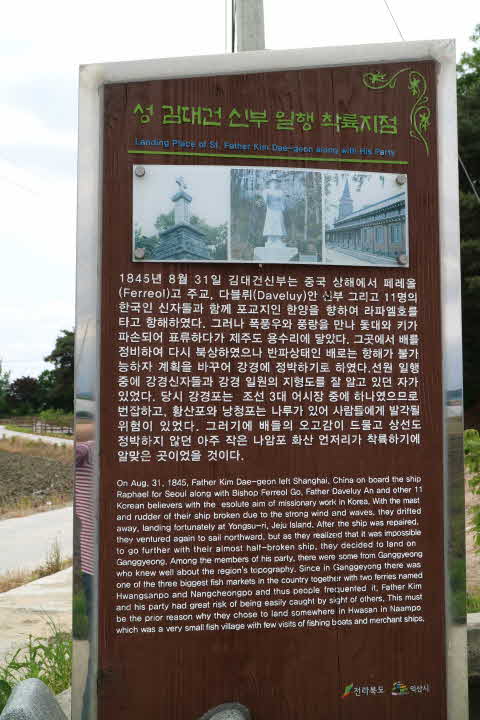 성 김대건 신부 일행 착륙지점
Landing Place of St. Father Kim Dae-geon along with His Party
1845년 8월 31일 김대건신부는 중국 상해에서 페레올
(Ferreol)고 주교, 다블뤼(Daveluy)안 신부 그리고 11명의
한국인 신자들과 함께 포교지인 한양을 향하여 라파엘호를
타고 항해하였다. 그러나 폭풍우와 풍랑을 만나 돛대와 키가
파손되어 표류하다가 제주도 용수리에 닿았다. 그곳에서 배를
정비하여 다시 북상하였으나 반파상태인 배로는 항해가 불가
능하자 계획을 바꾸어 강경에 정박하기로 하였다.선원 일행
중에 강경신자들과 강경 일원의 지형도를 잘 알고 있던 자가
있었다. 당시 강경포는  조선 3대 어시장 중에 하나였으므로
번잡하고, 황산포와 낭청포는 나루가 있어 사람들에게 발각될
위험이 있었다. 그러기에 배들의 오고감이 드물고 상선도
정박하지 않던 아주 작은 나암포 화산 언저리가 착륙하기에
알맞은 곳이었을 것이다.
On Aug. 31, 1845, Father Kim Dae-geon left Shanghai, China on board the ship
Raphael for Seoul along with Bishop Ferreol Go, Father Daveluy An and other 11
Korean believers with the  esolute aim of missionary work in Korea. With the mast
and rudder of their ship broken due to the strong wind and waves, they drifted
away, landing fortunately at Yongsu-ri, Jeju Island. After the ship was repaired,
they ventured again to sail northward, but as they realized that it was impossible
to go further with their almost half-broken ship, they decided to land on
Ganggyeong. Among the members of his party, there were some from Ganggyeong
who knew well about the region's topography. Since in Ganggyeong there was
one of the three biggest fish markets in the country together with two ferries named
Hwangsanpo and Nangcheongpo and thus people frequented it, Father Kim
and his party had great risk of being easily caught by sight of others. This must
be the prior reason why they chose to land somewhere in Hwasan in Naampo
which was a very small fish village with few visits of fishing boats and merchant ships.
전라북도 익산시